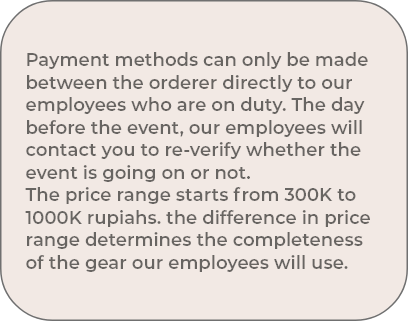 Payment methods can only be made
between the orderer directly to our
employees who are on duty. The day
before the event, our employees will
contact you to re-verify whether the
event is going on or not.
The price range starts from 300K to
1000K rupiahs. the difference in price
range determines the completeness
of the gear our employees will use.